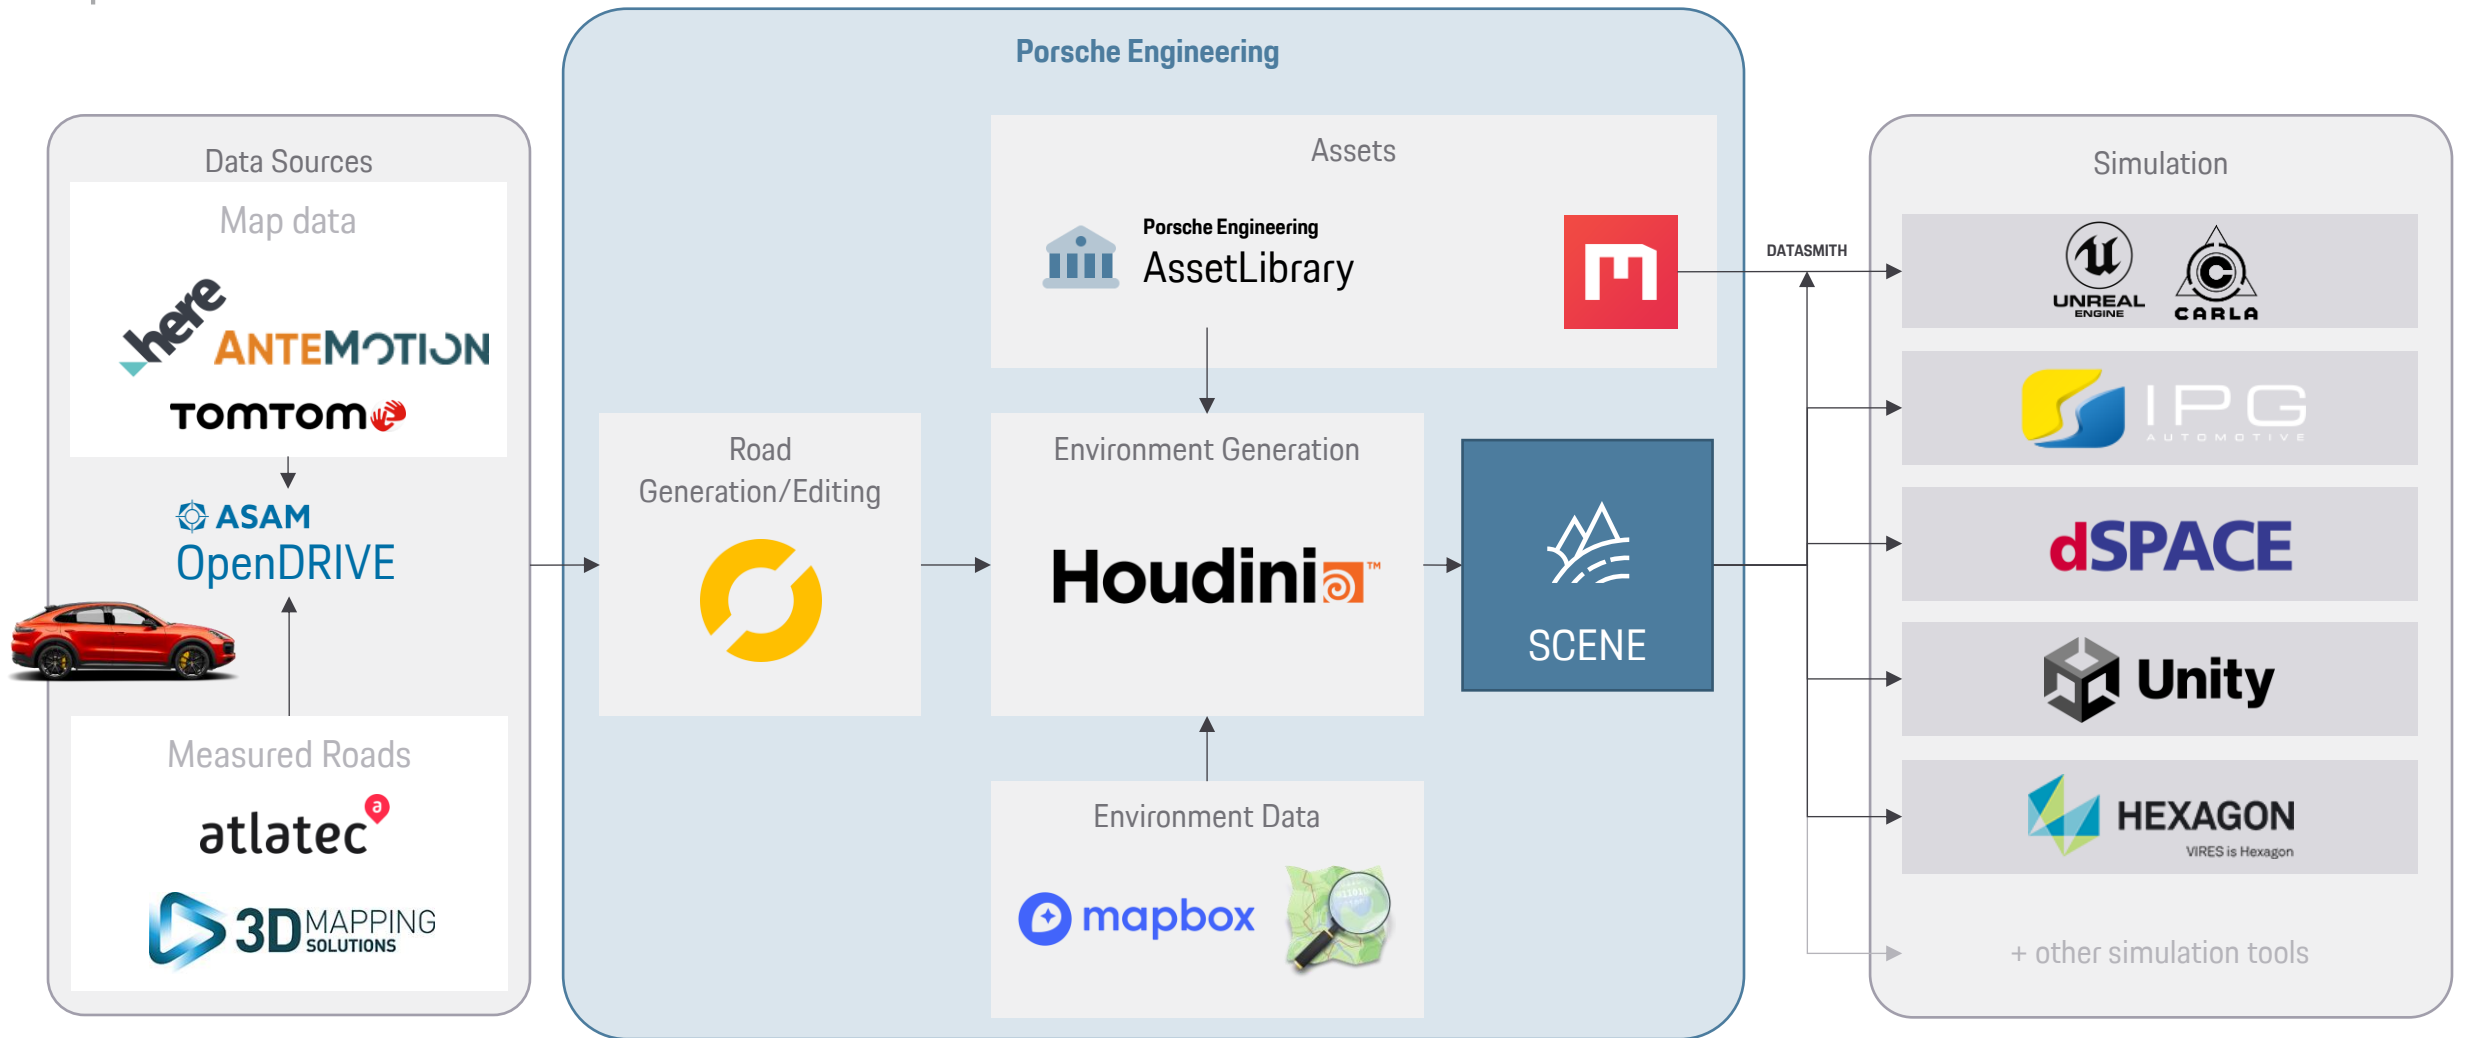 Porsche Engineering
Data Sources
Map data
here
ANTEMOTION
TOMTOM
ASAM
OpenDRIVE
Measured Roads
atlatec
a
3D MAPPING
SOLUTIONS
Road
Generation/Editing
Assets
Porsche Engineering
AssetLibrary
Environment Generation
Houdini™
SCENE
Environment Data
mapbox
DATASMITH
Simulation
UNREAL
ENGINE
CARLA
IPG
AUTOMOTIVE
dSPACE
Unity
HEXAGON
VIRES is Hexagon
+ other simulation tools